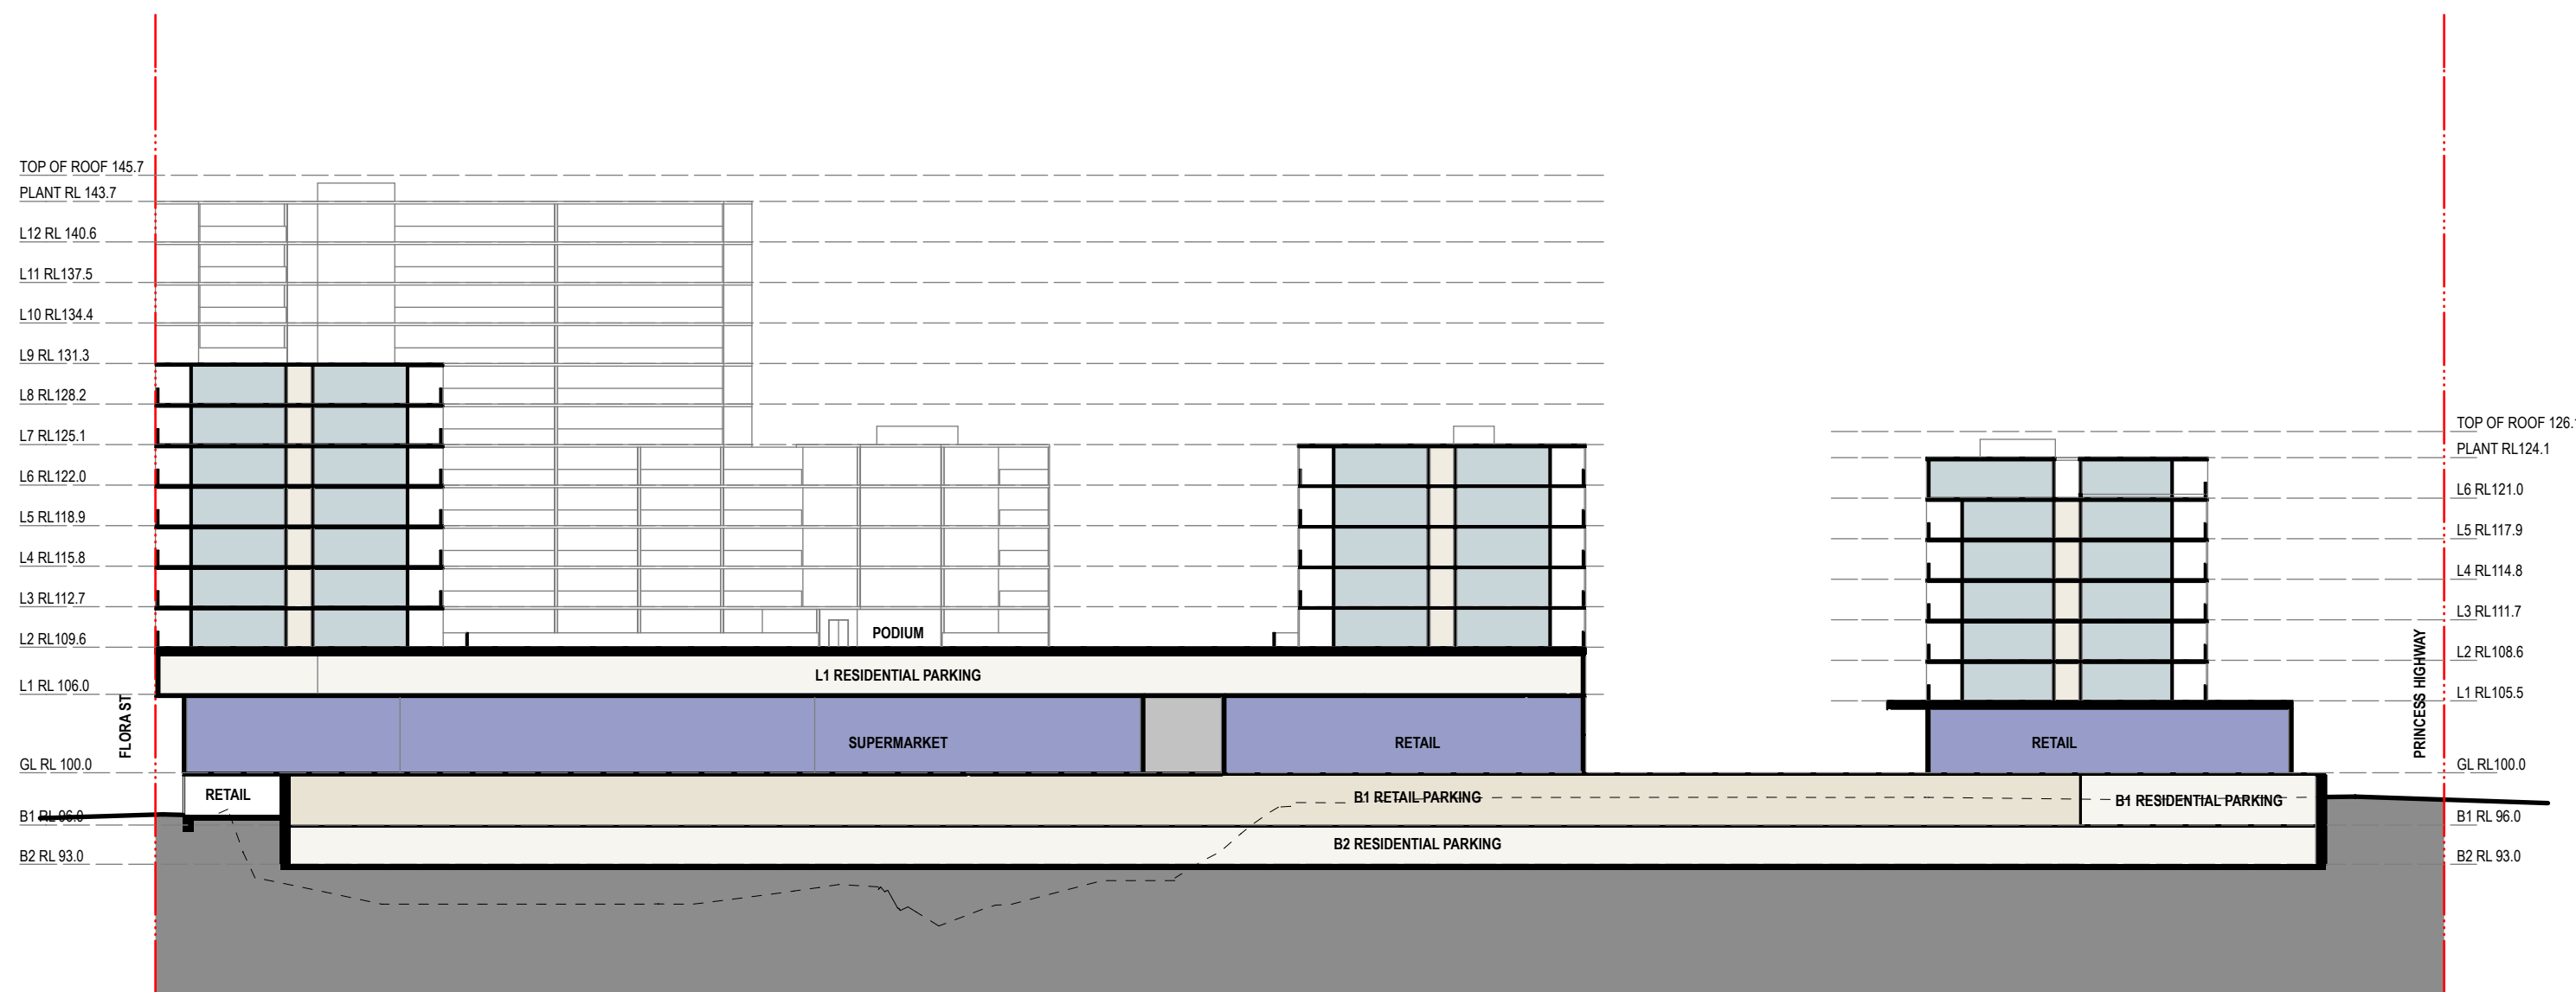 TOP OF ROOF 145.7
PLANT RL 143.7
L12 RL 140.6
L11 RL137.5
L10 RL134.4
L9 RL 131.3
L8 RL128.2
L7 RL125.1
L6 RL122.0
L5 RL118.9
L4 RL115.8
L3 RL112.7
L2 RL109.6
L1 RL 106.0
GL RL 100.0
B1 RL 96.0
B2 RL 93.0
FLORA ST
PODIUM
L1 RESIDENTIAL PARKING
SUPERMARKET
RETAIL
RETAIL
RETAIL
B1 RETAIL PARKING
B1 RESIDENTIAL PARKING
B2 RESIDENTIAL PARKING
PRINCESS HIGHWAY
TOP OF ROOF 126.1
PLANT RL124.1
L6 RL121.0
L5 RL117.9
L4 RL114.8
L3 RL111.7
L2 RL108.6
L1 RL105.5
GL RL100.0
B1 RL 96.0
B2 RL 93.0